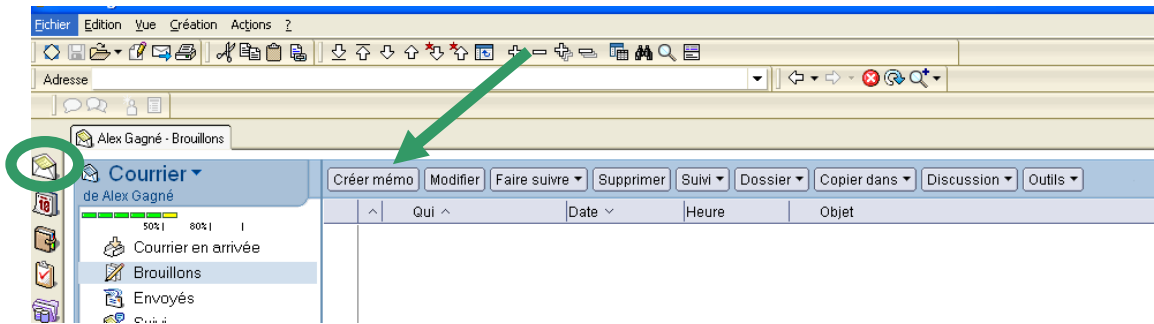 Fichier Edition Vue Création Actions ?
Adresse
Alex Gagné - Brouillons
Courrier
de Alex Gagné
Créer mémo Modifier Faire suivre Supprimer Suivi Dossier Copier dans Discussion Outils
Qui Date Heure Objet
50% 80%
Courrier en arrivée
Brouillons
Envoyés
Suivi